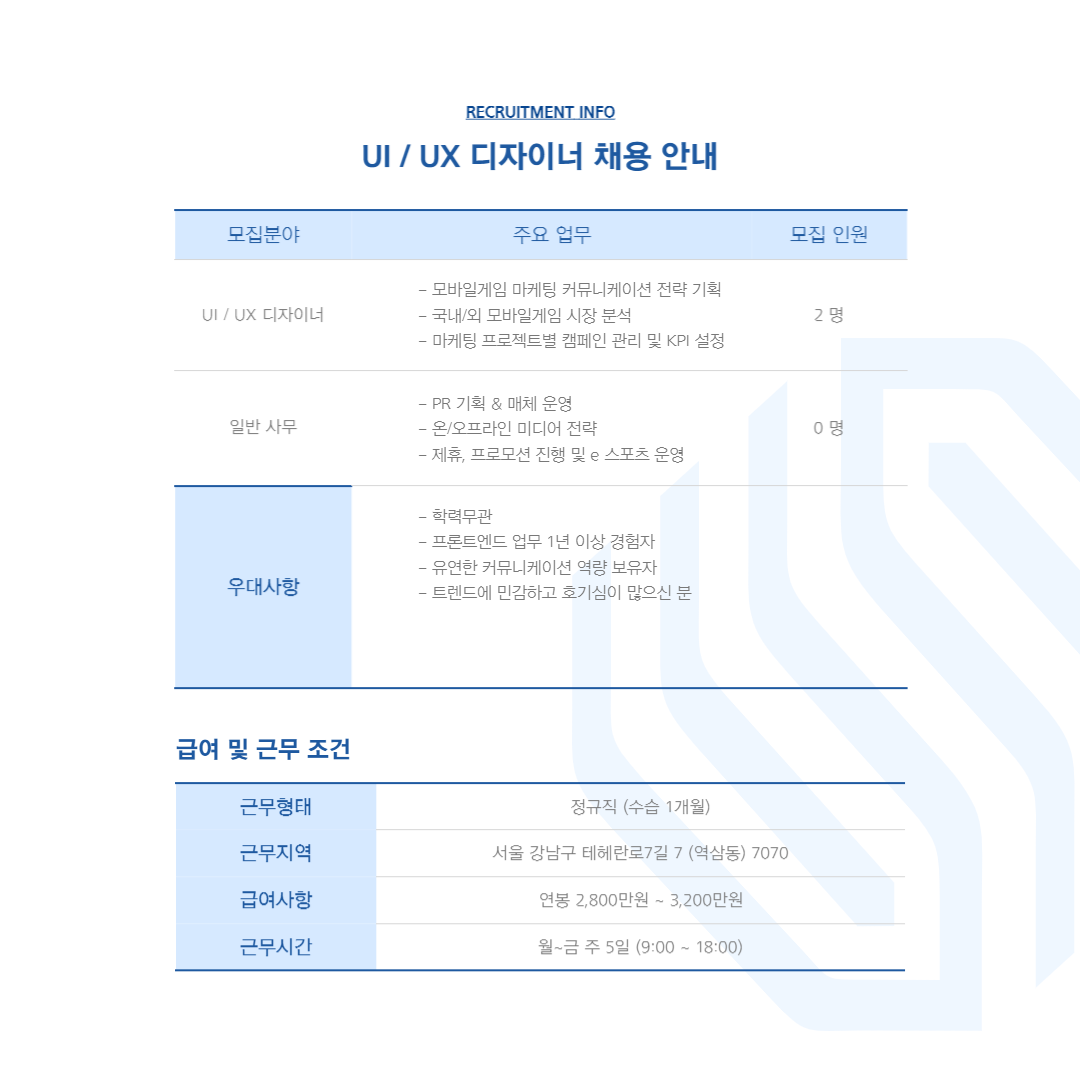 RECRUITMENT INFO
UI / UX 디자이너 채용 안내
모집분야 주요 업무 모집 인원
UI / UX 디자이너
– 모바일게임 마케팅 커뮤니케이션 전략 기획
– 국내/외 모바일게임 시장 분석
– 마케팅 프로젝트별 캠페인 관리 및 KPI 설정
2 명
일반 사무
– PR 기획 & 매체 운영
– 온/오프라인 미디어 전략
– 제휴, 프로모션 진행 및 e 스포츠 운영
0 명
우대사항
– 학력무관
– 프론트엔드 업무 1년 이상 경험자
– 유연한 커뮤니케이션 역량 보유자
– 트렌드에 민감하고 호기심이 많으신 분
급여 및 근무 조건
근무형태 정규직 (수습 1개월)
근무지역 서울 강남구 테헤란로7길 7 (역삼동) 7070
급여사항 연봉 2,800만원 ~ 3,200만원
근무시간 월~금 주 5일 (9:00 ~ 18:00)